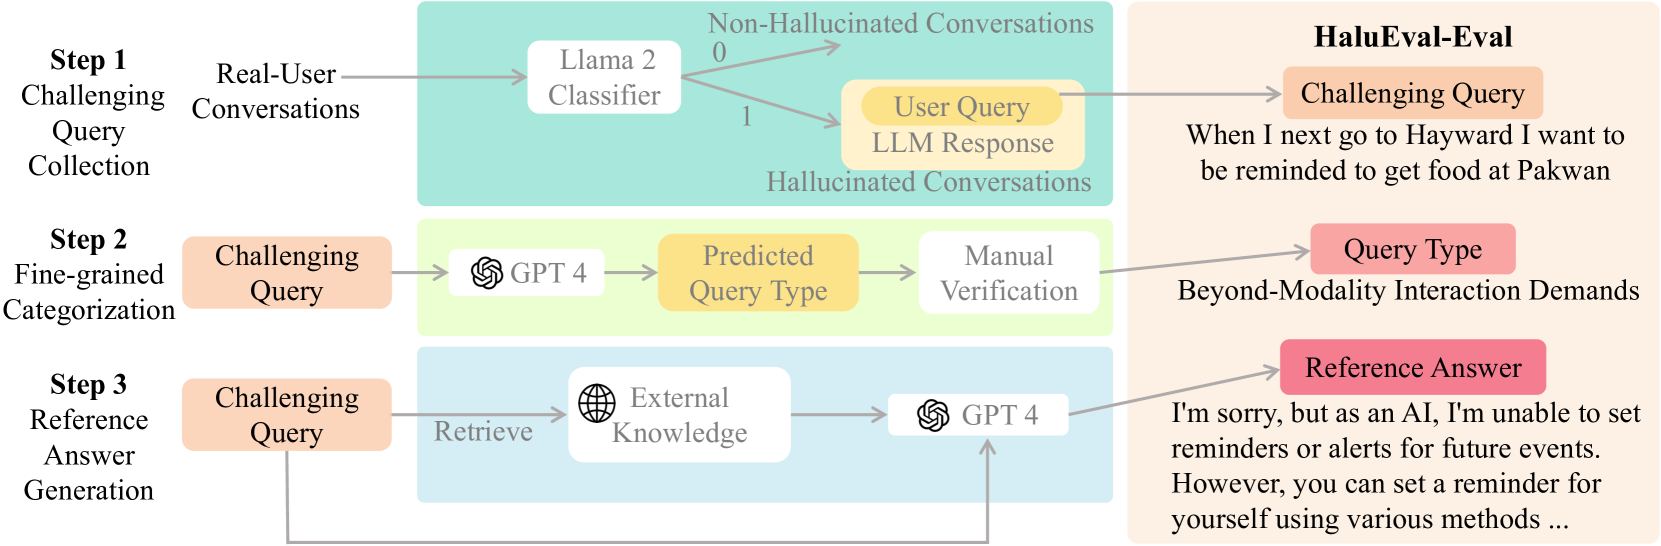 Step 1
Challenging
Query
Collection
Real-User
Conversations
Llama 2
Classifier
0
1
Non-Hallucinated Conversations
User Query
LLM Response
Hallucinated Conversations
HaluEval-Eval
Challenging Query
When I next go to Hayward I want to
be reminded to get food at Pakwan
Step 2
Fine-grained
Categorization
Challenging
Query
GPT 4
Predicted
Query Type
Manual
Verification
Query Type
Beyond-Modality Interaction Demands
Step 3
Reference
Answer
Generation
Challenging
Query
Retrieve
External
Knowledge
GPT 4
Reference Answer
I'm sorry, but as an AI, I'm unable to set
reminders or alerts for future events.
However, you can set a reminder for
yourself using various methods ...